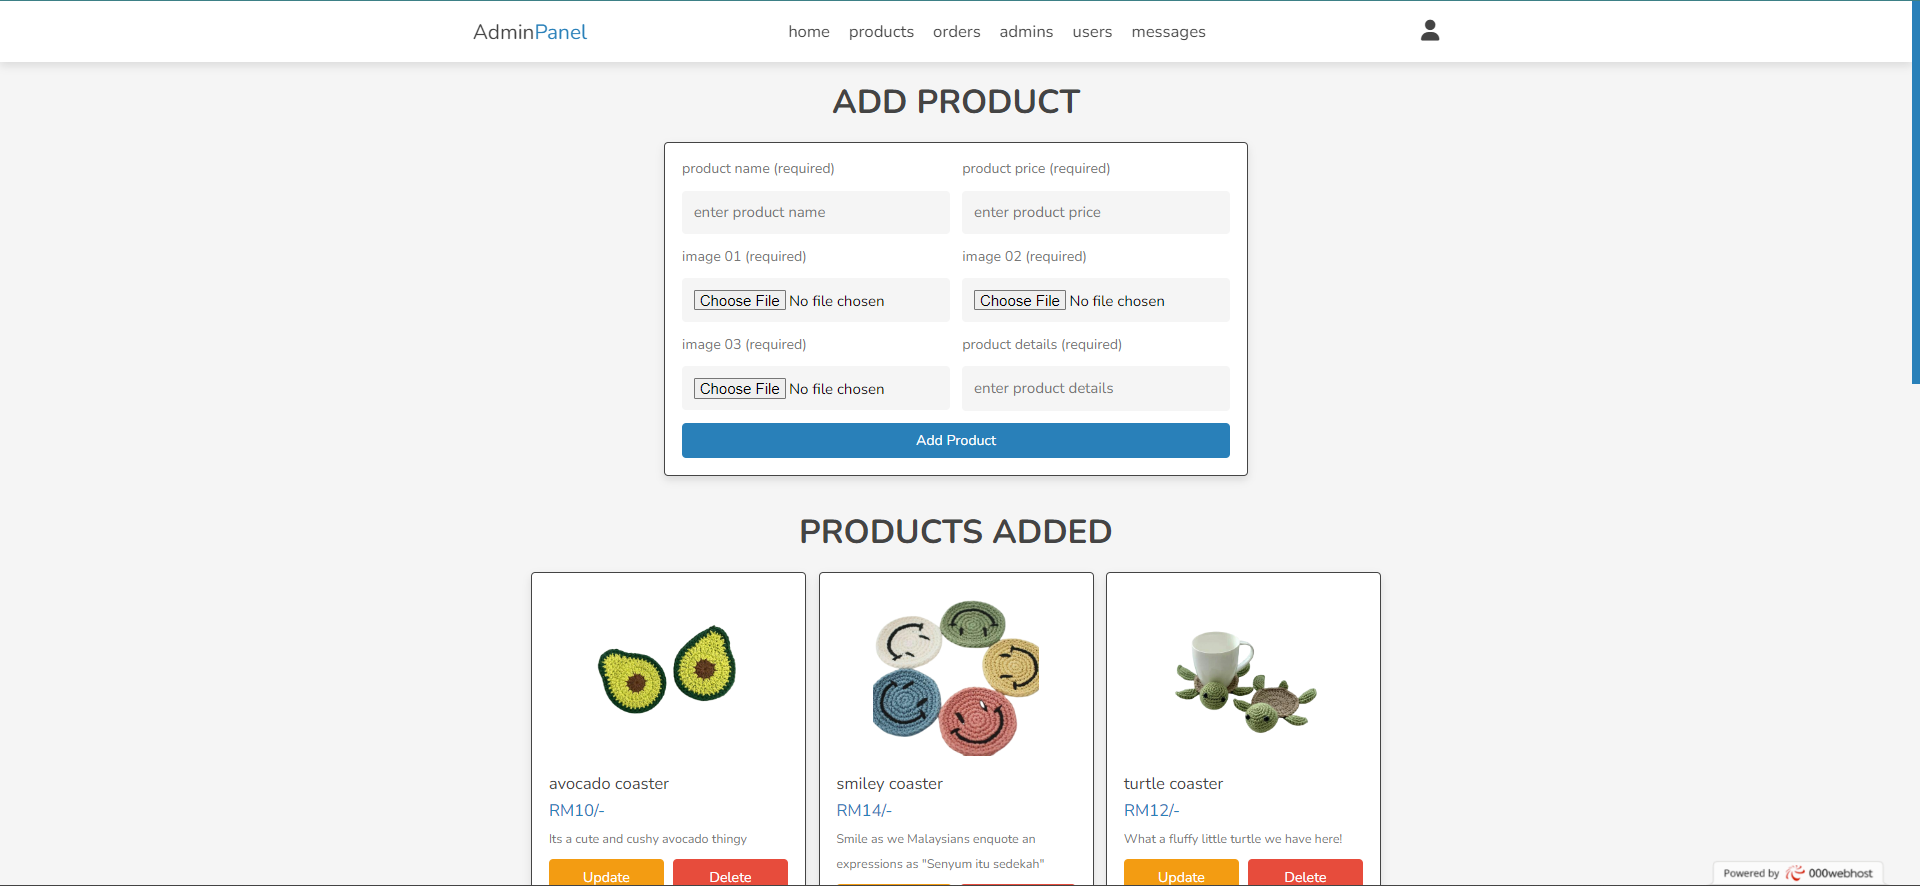 AdminPanel
home products orders admins users messages
ADD PRODUCT
product name (required)
product price (required)
enter product name
enter product price
image 01 (required)
image 02 (required)
Choose File No file chosen
Choose File No file chosen
image 03 (required)
product details (required)
Choose File No file chosen
enter product details
Add Product
PRODUCTS ADDED
avocado coaster
RM10/-
Its a cute and cushy avocado thingy
Update
Delete
smiley coaster
RM14/-
Smile as we Malaysians enquote an
expressions as "Senyum itu sedekah"
turtle coaster
RM12/-
What a fluffy little turtle we have here!
Update
Delete
Powered by 000webhost